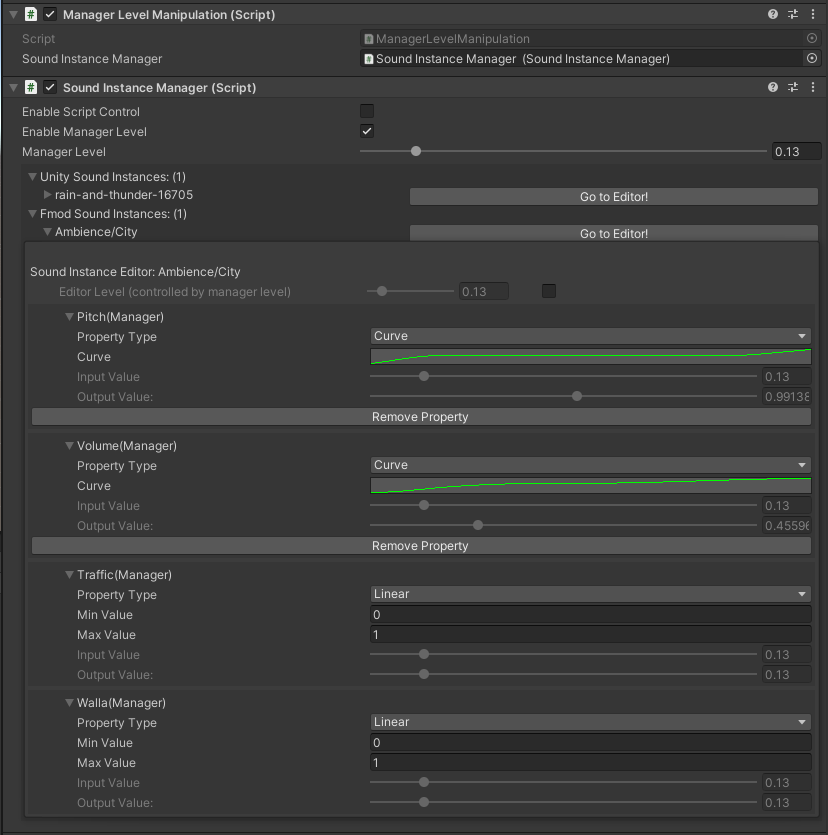 Manager Level Manipulation (Script)
Script ManagerLevelManipulation
Sound Instance Manager Sound Instance Manager (Sound Instance Manager)
Sound Instance Manager (Script)
Enable Script Control
Enable Manager Level
Manager Level 0.13
Unity Sound Instances: (1)
rain-and-thunder-16705 Go to Editor!
Fmod Sound Instances: (1)
Ambience/City Go to Editor!
Sound Instance Editor: Ambience/City
Editor Level (controlled by manager level) 0.13
Pitch(Manager)
Property Type Curve
Curve
Input Value 0.13
Output Value: 0.99138
Remove Property
Volume(Manager)
Property Type Curve
Curve
Input Value 0.13
Output Value: 0.45596
Remove Property
Traffic(Manager)
Property Type Linear
Min Value 0
Max Value 1
Input Value 0.13
Output Value: 0.13
Walla(Manager)
Property Type Linear
Min Value 0
Max Value 1
Input Value 0.13
Output Value: 0.13